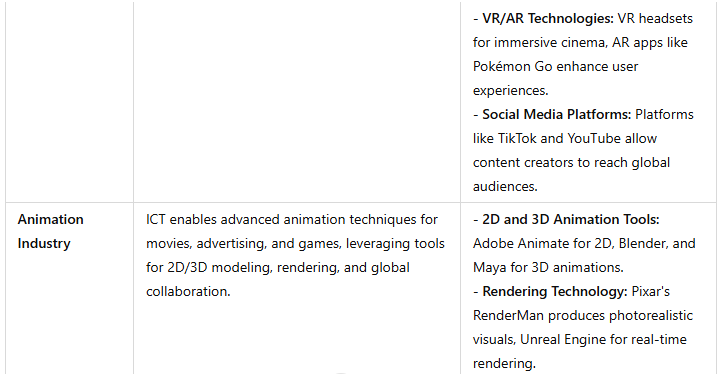 - VR/AR Technologies: VR headsets
for immersive cinema, AR apps like
Pokémon Go enhance user
experiences.
- Social Media Platforms: Platforms
like TikTok and YouTube allow
content creators to reach global
audiences.
Animation
Industry
ICT enables advanced animation techniques for
movies, advertising, and games, leveraging tools
for 2D/3D modeling, rendering, and global
collaboration.
- 2D and 3D Animation Tools:
Adobe Animate for 2D, Blender, and
Maya for 3D animations.
- Rendering Technology: Pixar's
RenderMan produces photorealistic
visuals, Unreal Engine for real-time
rendering.